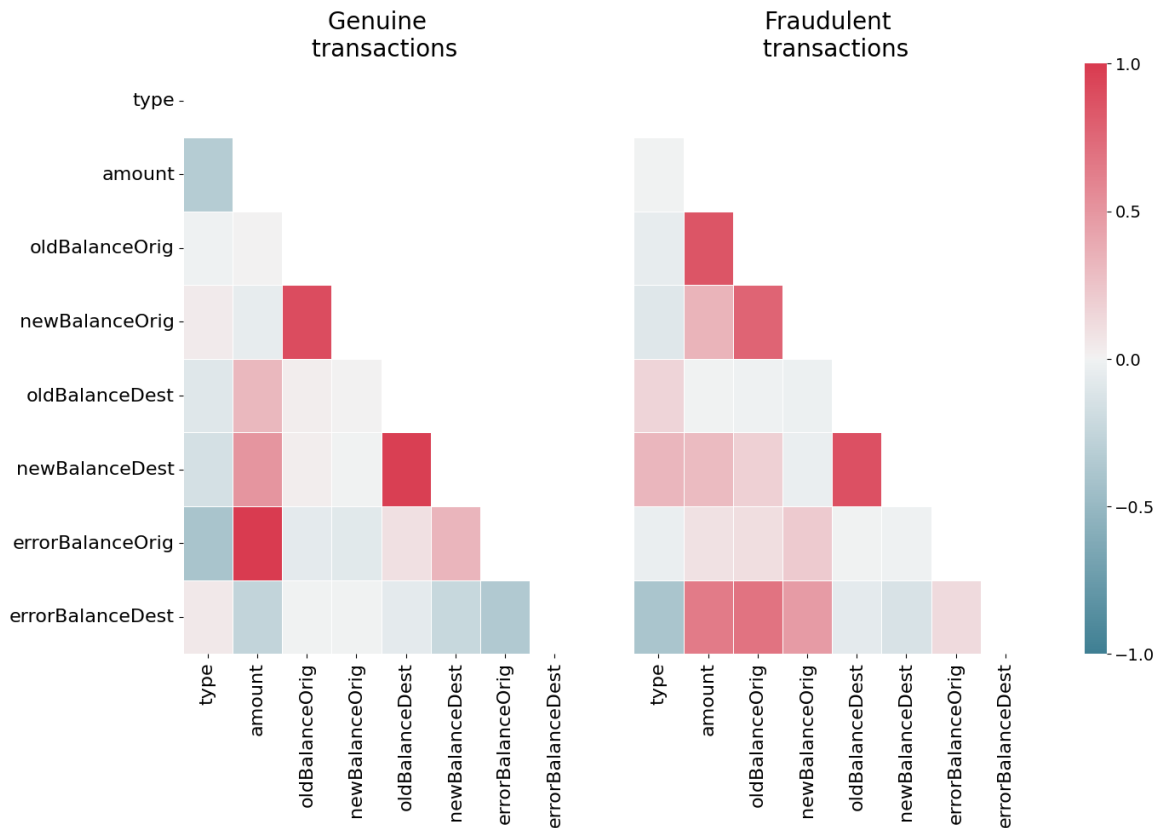 Genuine
transactions
Fraudulent
transactions
type
amount
oldBalanceOrig
newBalanceOrig
oldBalanceDest
newBalanceDest
errorBalanceOrig
errorBalanceDest
type
amount
oldBalanceOrig
newBalanceOrig
oldBalanceDest
newBalanceDest
errorBalanceOrig
errorBalanceDest
type
amount
oldBalanceOrig
newBalanceOrig
oldBalanceDest
newBalanceDest
errorBalanceOrig
errorBalanceDest
1.0
0.5
0.0
−0.5
−1.0